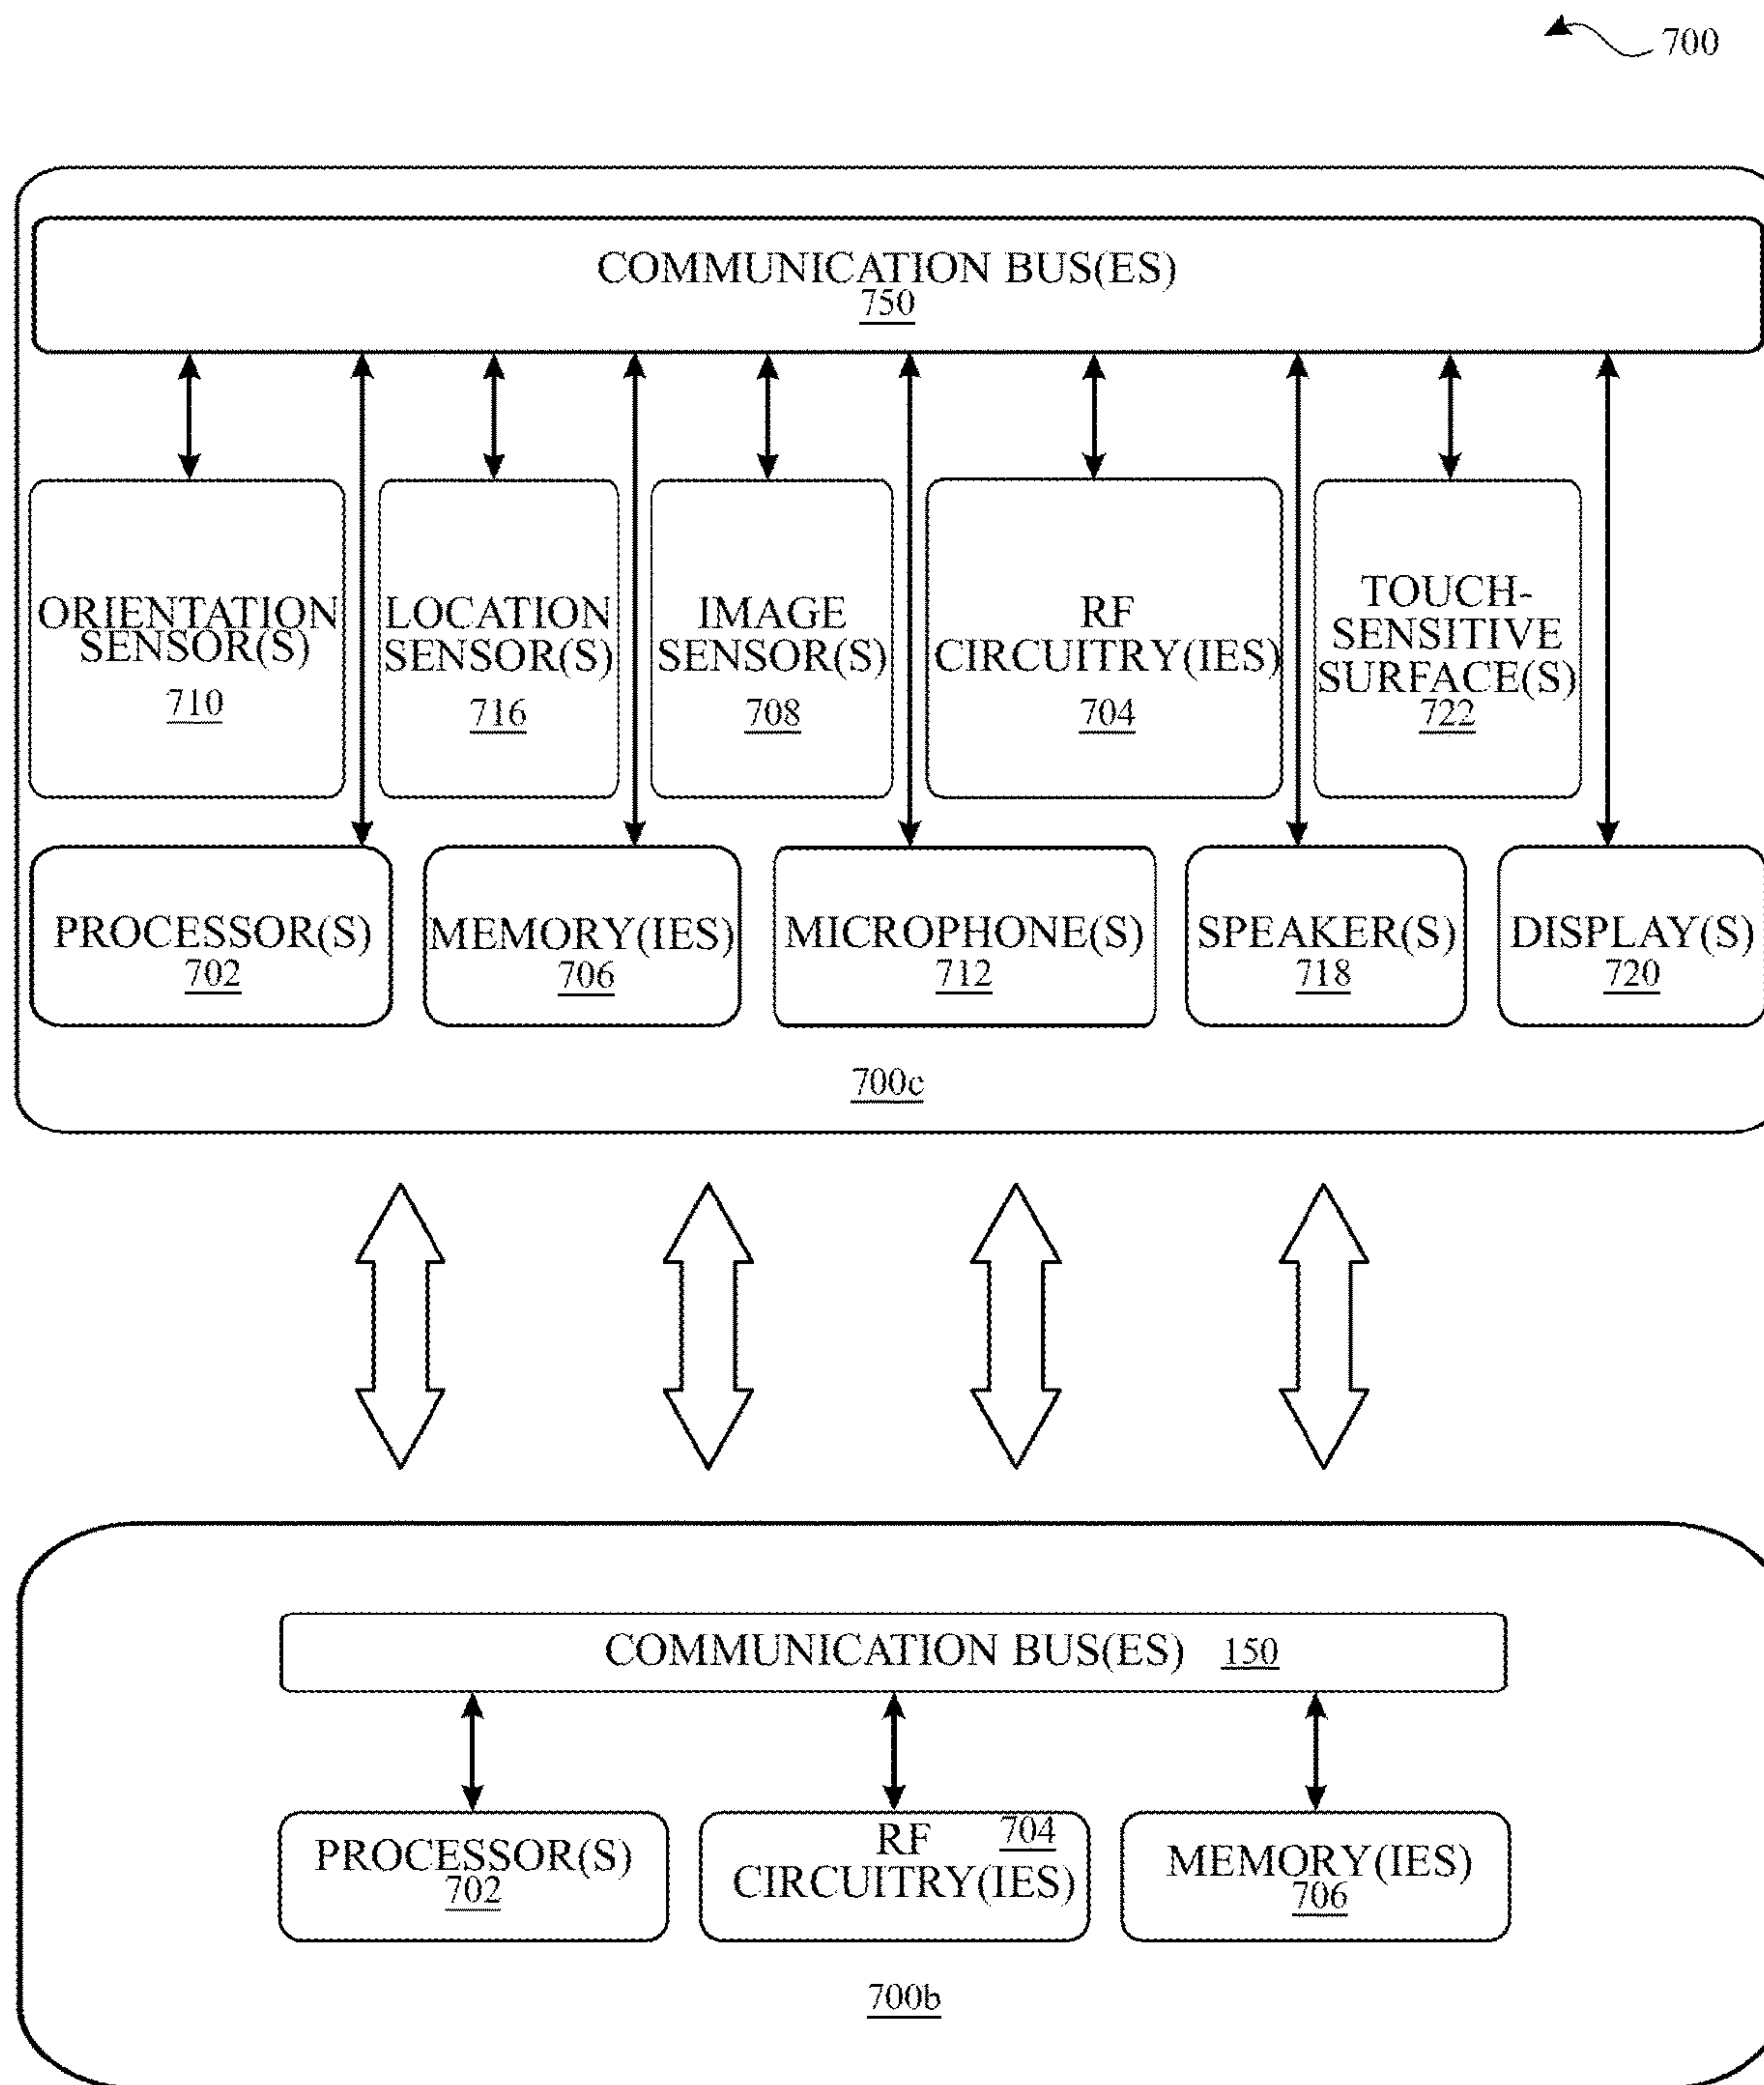 700
COMMUNICATION BUS(ES)
750
ORIENTATION
SENSOR(S)
710
LOCATION
SENSOR(S)
716
IMAGE
SENSOR(S)
708
RF
CIRCUITRY(IES)
704
TOUCH-
SENSITIVE
SURFACE(S)
722
PROCESSOR(S)
702
MEMORY(IES)
706
MICROPHONE(S)
712
SPEAKER(S)
718
DISPLAY(S)
720
700c
COMMUNICATION BUS(ES) 150
PROCESSOR(S)
702
RF 704
CIRCUITRY(IES)
MEMORY(IES)
706
700b